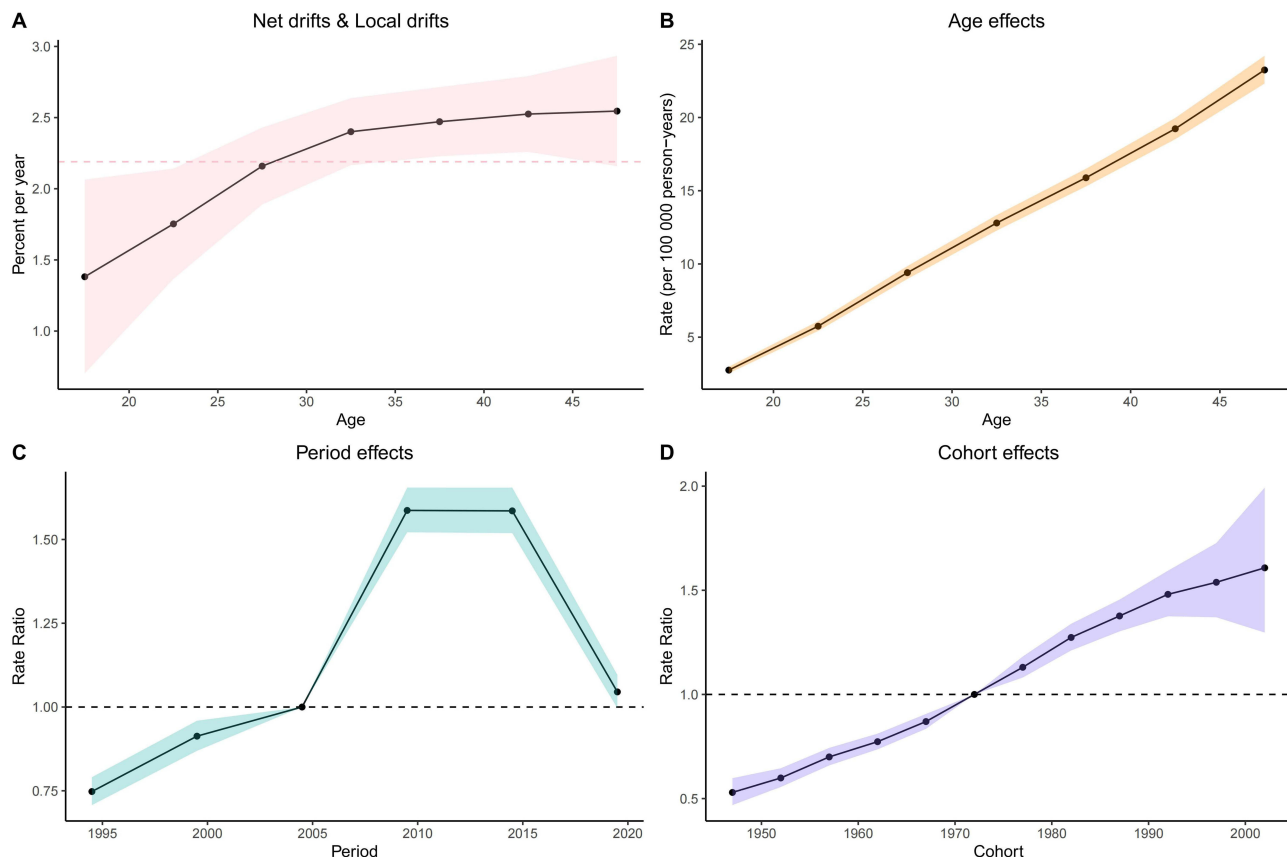 A
Net drifts & Local drifts
3.0
2.5
2.0
1.5
1.0
Percent per year
20 25 30 35 40 45
Age
B
Age effects
25
20
15
10
5
Rate (per 100 000 person−years)
20 25 30 35 40 45
Age
C
Period effects
1.50
1.25
1.00
0.75
Rate Ratio
1995 2000 2005 2010 2015 2020
Period
D
Cohort effects
2.0
1.5
1.0
0.5
Rate Ratio
1950 1960 1970 1980 1990 2000
Cohort